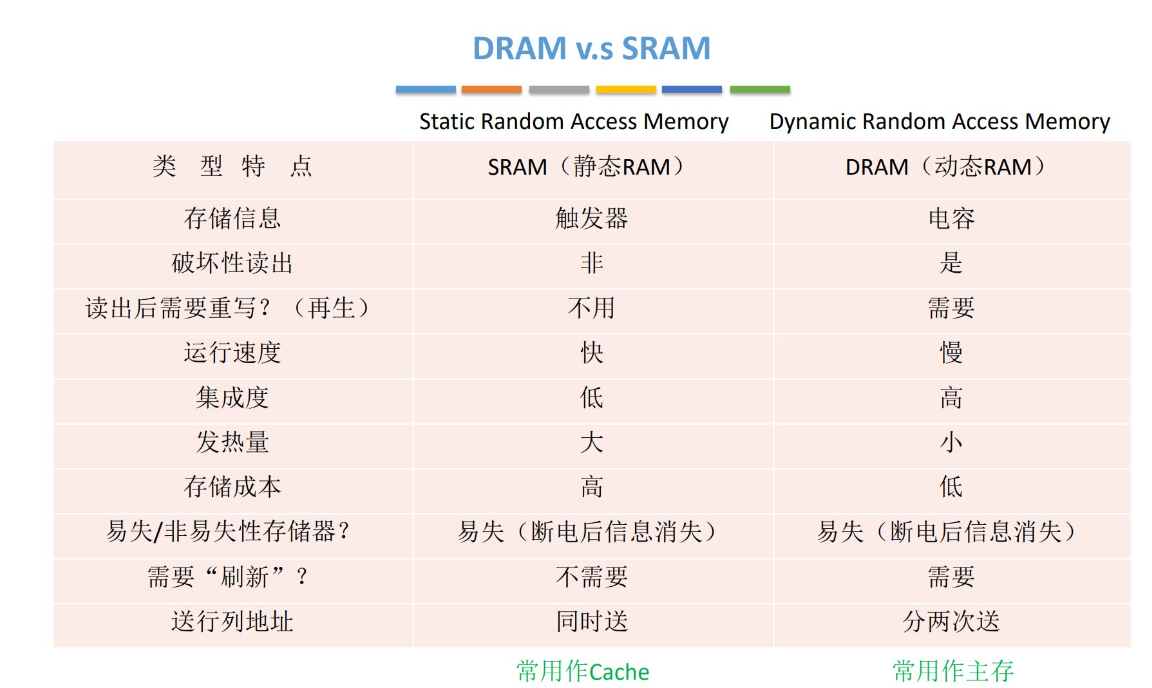 DRAM v.s SRAM
Static Random Access Memory Dynamic Random Access Memory
类 型 特 点 SRAM（静态RAM） DRAM（动态RAM）
存储信息 触发器 电容
破坏性读出 非 是
读出后需要重写？（再生） 不用 需要
运行速度 快 慢
集成度 低 高
发热量 大 小
存储成本 高 低
易失/非易失性存储器？ 易失（断电后信息消失） 易失（断电后信息消失）
需要“刷新”？ 不需要 需要
送行列地址 同时送 分两次送
常用作Cache 常用作主存